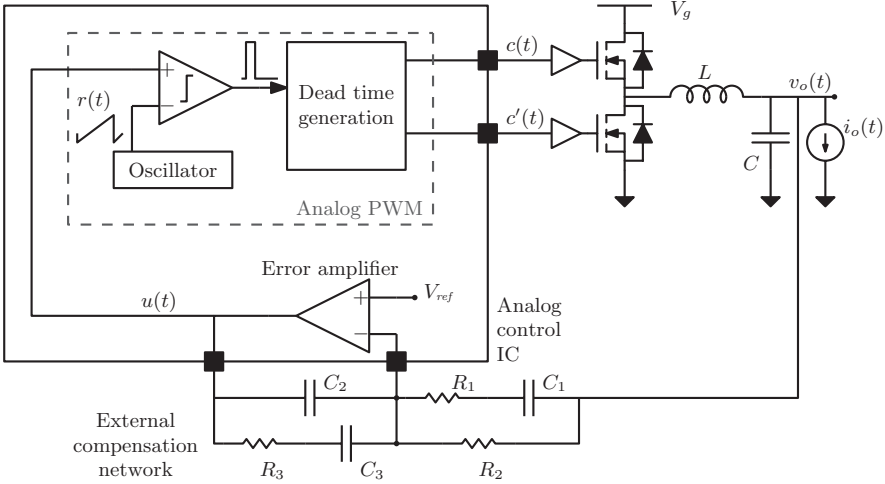 V_g
c(t)
r(t)
Dead time
generation
L
v_o(t)
c'(t)
i_o(t)
Oscillator
C
Analog PWM
Error amplifier
u(t)
V_ref
Analog
control
IC
C_2
R_1
C_1
External
compensation
network
R_3
C_3
R_2